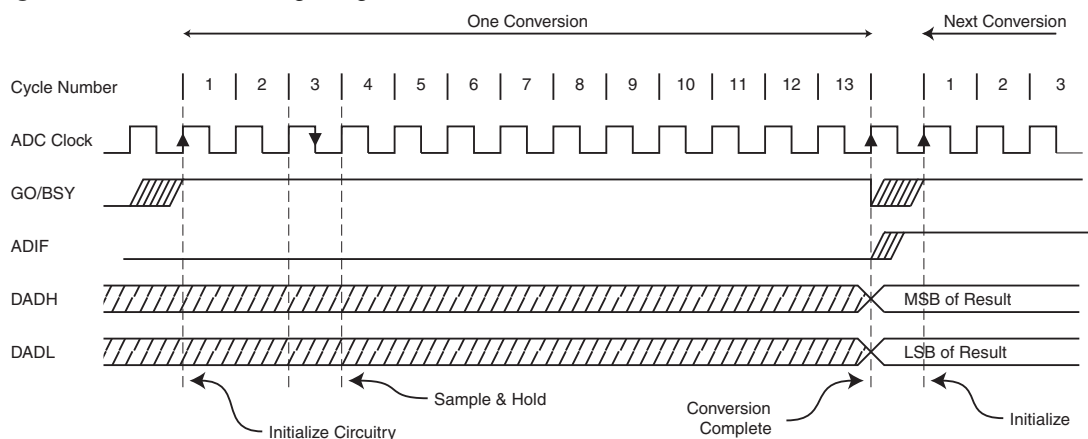 One Conversion
Next Conversion
Cycle Number 1 2 3 4 5 6 7 8 9 10 11 12 13 1 2 3
ADC Clock
GO/BSY
ADIF
DADH MSB of Result
DADL LSB of Result
Sample & Hold
Initialize Circuitry
Conversion
Complete
Initialize